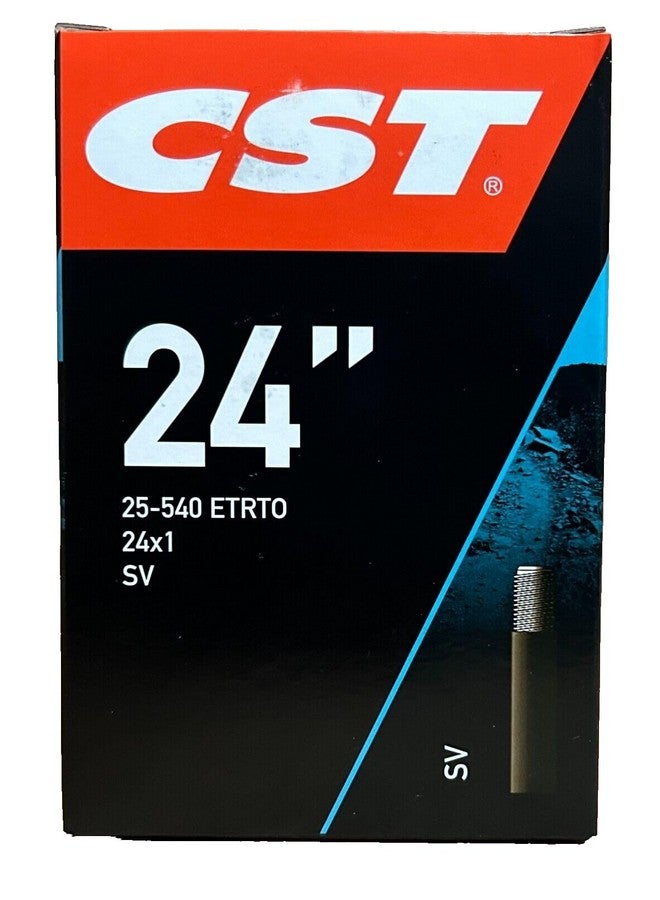 CST®
24”
25-540 ETRTO
24x1
SV
SV